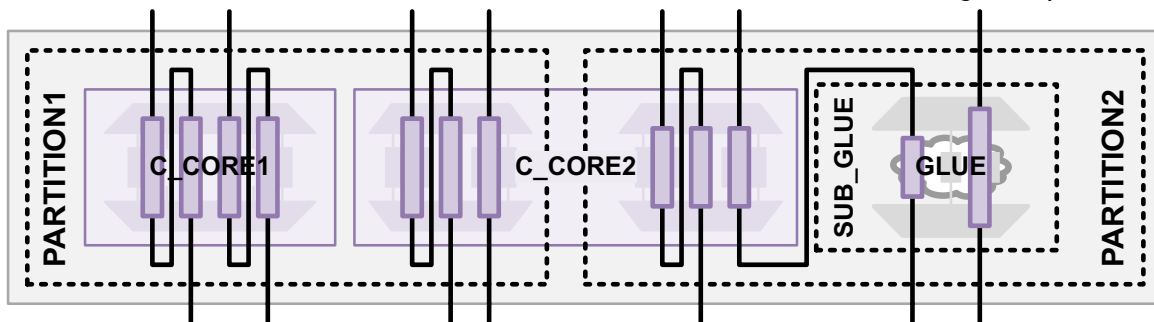 PARTITION1
C_CORE1
C_CORE2
SUB_GLUE
GLUE
PARTITION2